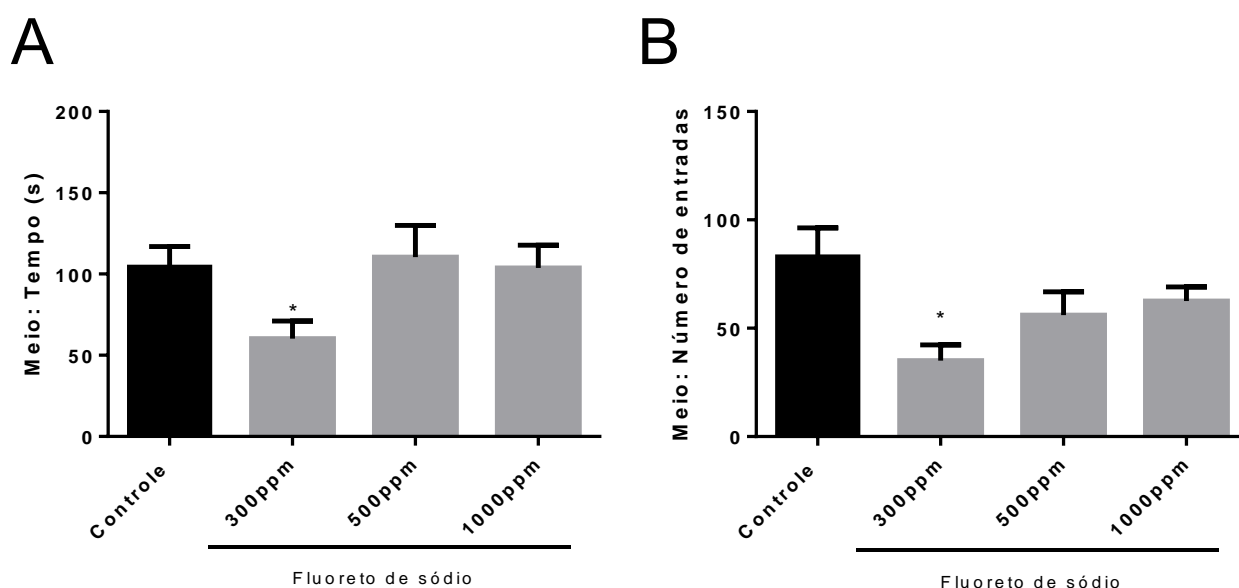 A
Meio: Tempo (s)
200
150
100
50
0
*
Controle
300ppm
500ppm
1000ppm
Fluoreto de sódio
B
Meio: Número de entradas
150
100
50
0
*
Controle
300ppm
500ppm
1000ppm
Fluoreto de sódio